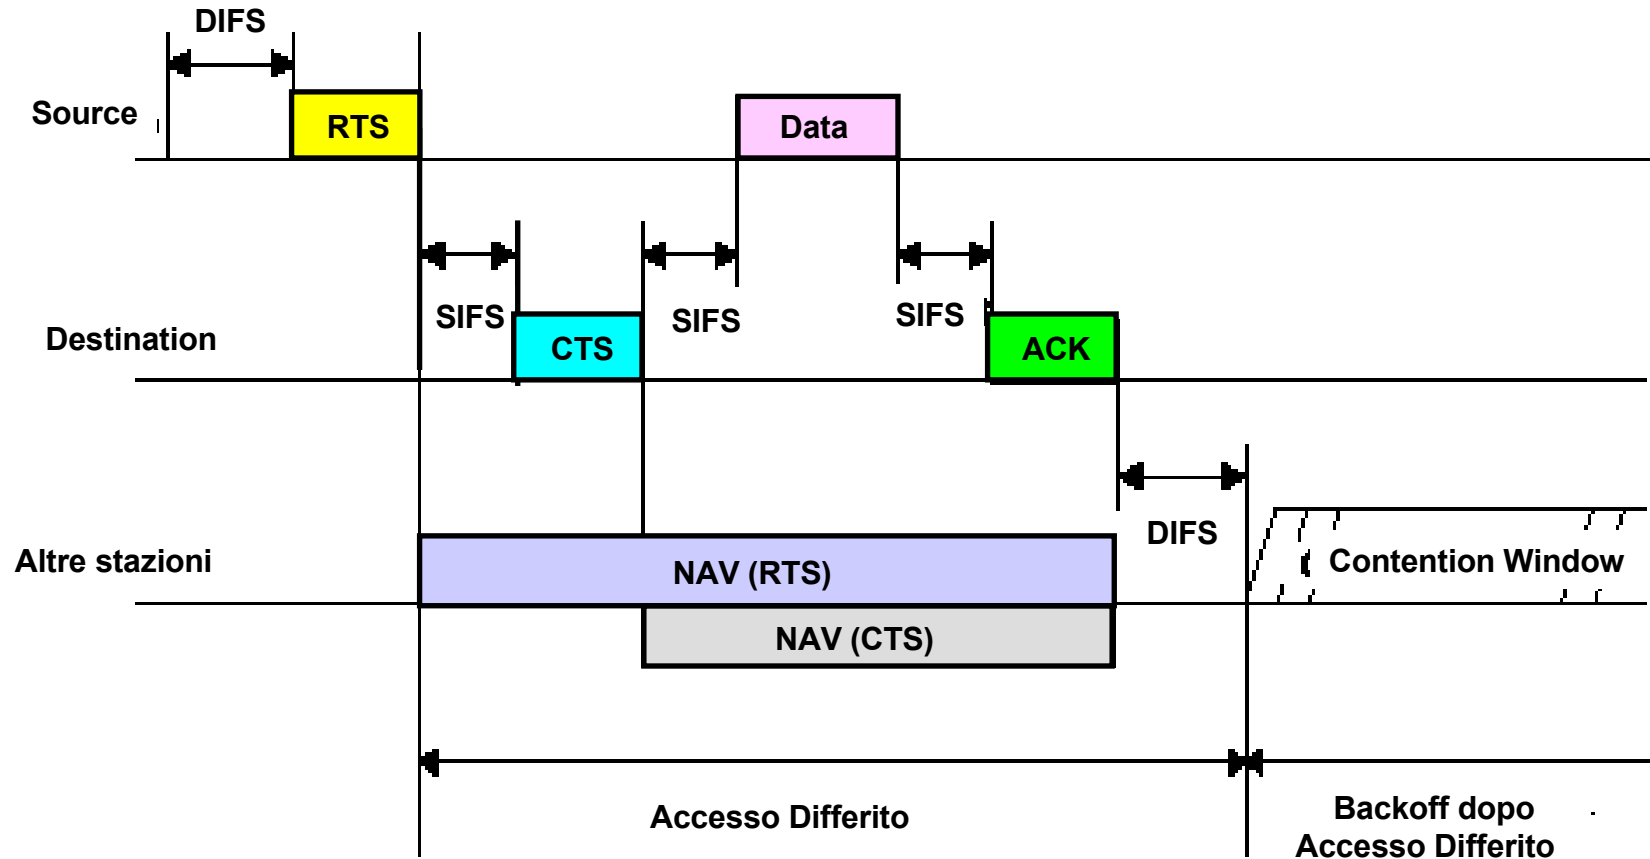 DIFS
Source
RTS
Data
SIFS
SIFS
SIFS
Destination
CTS
ACK
DIFS
Altre stazioni
NAV (RTS)
Contention Window
NAV (CTS)
Accesso Differito
Backoff dopo
Accesso Differito